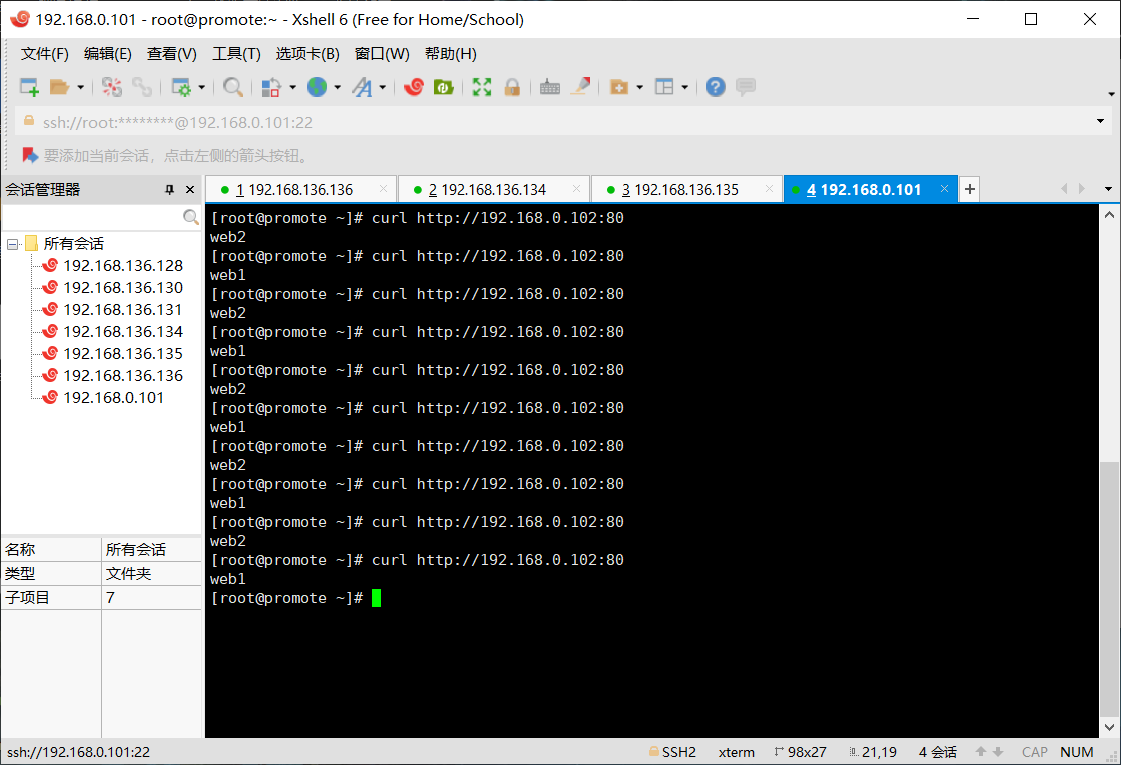 192.168.0.101 - root@promote:~ - Xshell 6 (Free for Home/School)
文件(F) 编辑(E) 查看(V) 工具(T) 选项卡(B) 窗口(W) 帮助(H)
ssh://root:********@192.168.0.101:22
要添加当前会话，点击左侧的箭头按钮。
会话管理器
1 192.168.136.136
2 192.168.136.134
3 192.168.136.135
4 192.168.0.101
所有会话
192.168.136.128
192.168.136.130
192.168.136.131
192.168.136.134
192.168.136.135
192.168.136.136
192.168.0.101
名称 所有会话
类型 文件夹
子项目 7
[root@promote ~]# curl http://192.168.0.102:80
web2
[root@promote ~]# curl http://192.168.0.102:80
web1
[root@promote ~]# curl http://192.168.0.102:80
web2
[root@promote ~]# curl http://192.168.0.102:80
web1
[root@promote ~]# curl http://192.168.0.102:80
web2
[root@promote ~]# curl http://192.168.0.102:80
web1
[root@promote ~]# curl http://192.168.0.102:80
web2
[root@promote ~]# curl http://192.168.0.102:80
web1
[root@promote ~]# curl http://192.168.0.102:80
web2
[root@promote ~]# curl http://192.168.0.102:80
web1
[root@promote ~]#
ssh://192.168.0.101:22 SSH2 xterm 98x27 21,19 4 会话 CAP NUM